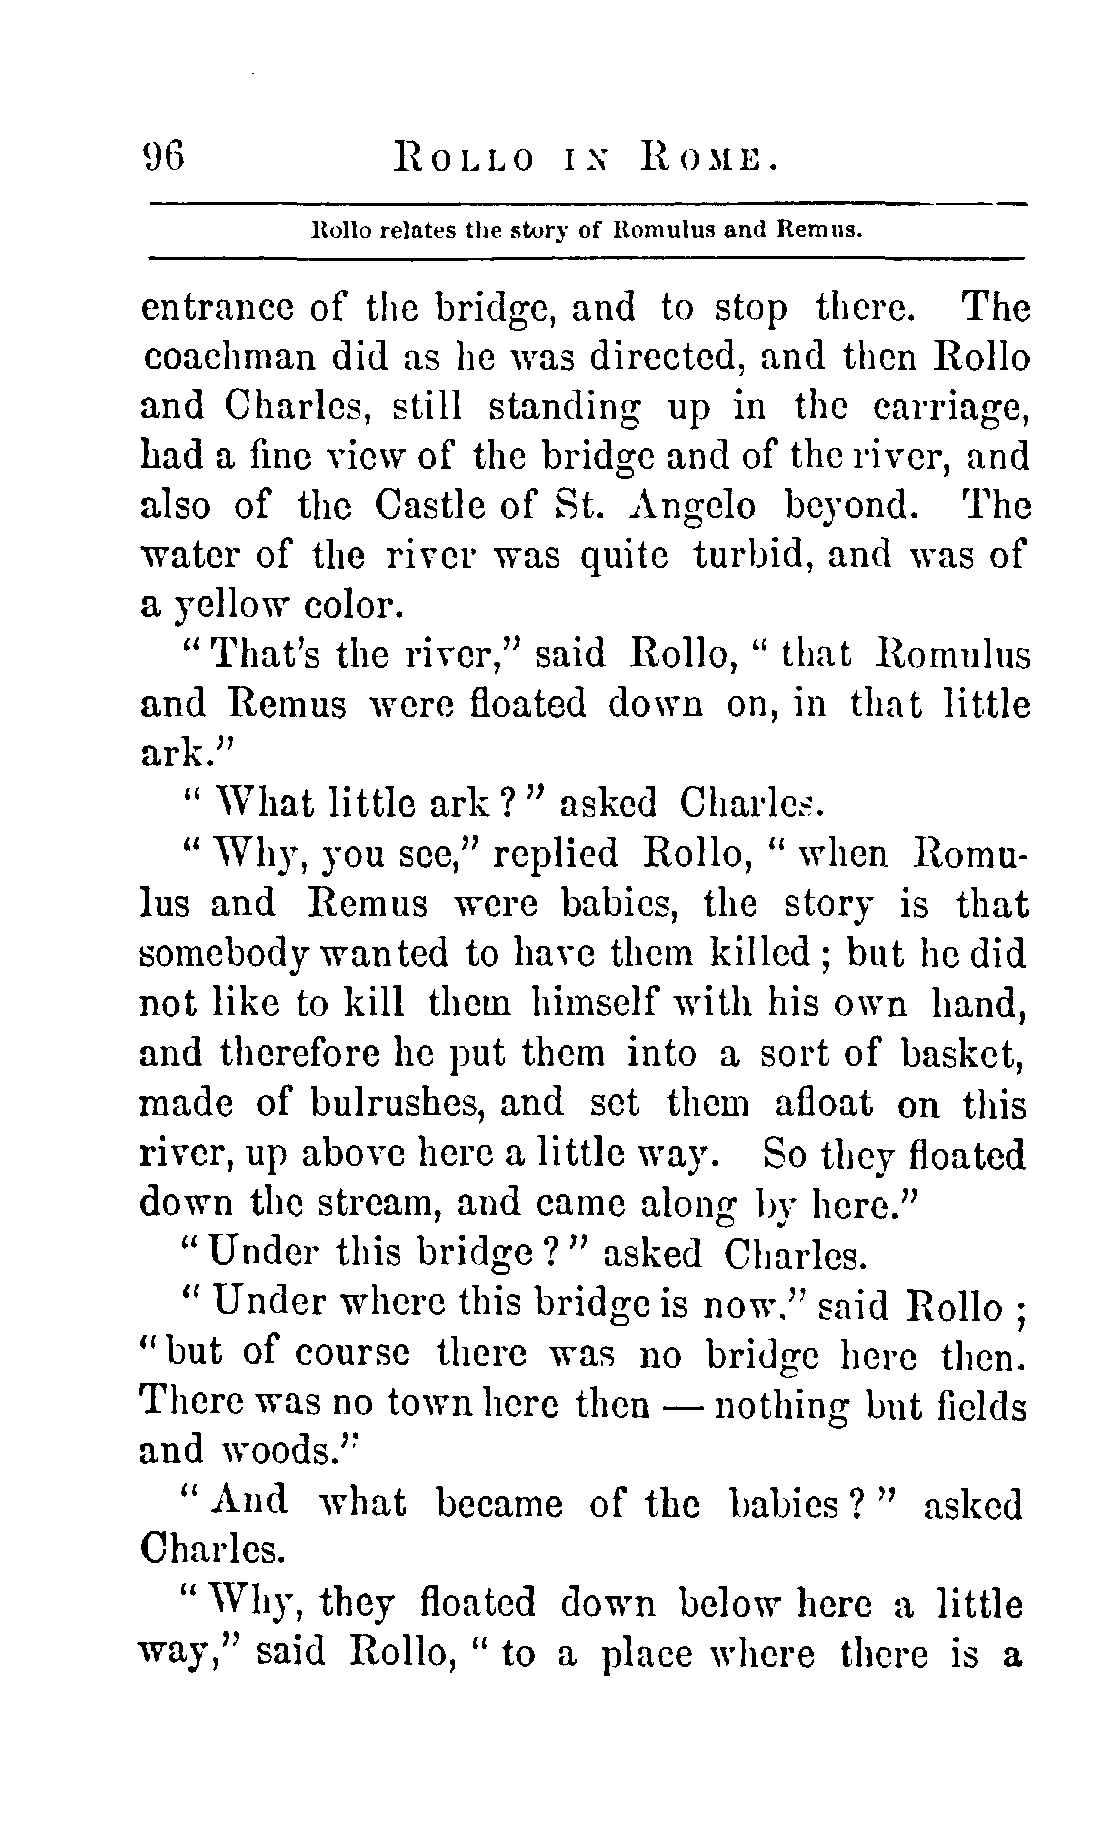 96 ROLLO IN ROME.
Rollo relates the story of Romulus and Remus.
entrance of the bridge, and to stop there. The
coachman did as he was directed, and then Rollo
and Charles, still standing up in the carriage,
had a fine view of the bridge and of the river, and
also of the Castle of St. Angelo beyond. The
water of the river was quite turbid, and was of
a yellow color.
“ That’s the river,” said Rollo, “ that Romulus
and Remus were floated down on, in that little
ark.”
“ What little ark ? ” asked Charles.
“ Why, you see,” replied Rollo, “ when Romu-
lus and Remus were babies, the story is that
somebody wanted to have them killed ; but he did
not like to kill them himself with his own hand,
and therefore he put them into a sort of basket,
made of bulrushes, and set them afloat on this
river, up above here a little way. So they floated
down the stream, and came along by here.”
“ Under this bridge ? ” asked Charles.
“ Under where this bridge is now,” said Rollo ;
“ but of course there was no bridge here then.
There was no town here then — nothing but fields
and woods.”
“ And what became of the babies ? ” asked
Charles.
“ Why, they floated down below here a little
way,” said Rollo, “ to a place where there is a